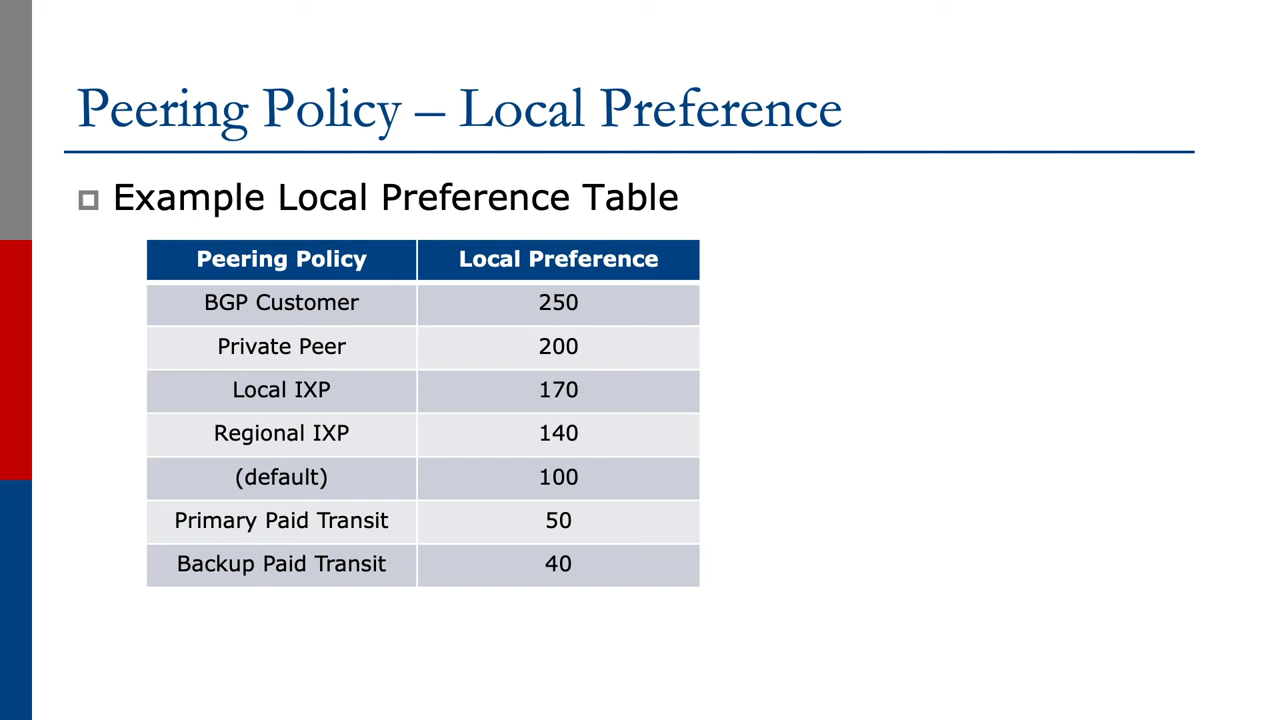 Peering Policy – Local Preference
Example Local Preference Table
Peering Policy Local Preference
BGP Customer 250
Private Peer 200
Local IXP 170
Regional IXP 140
(default) 100
Primary Paid Transit 50
Backup Paid Transit 40